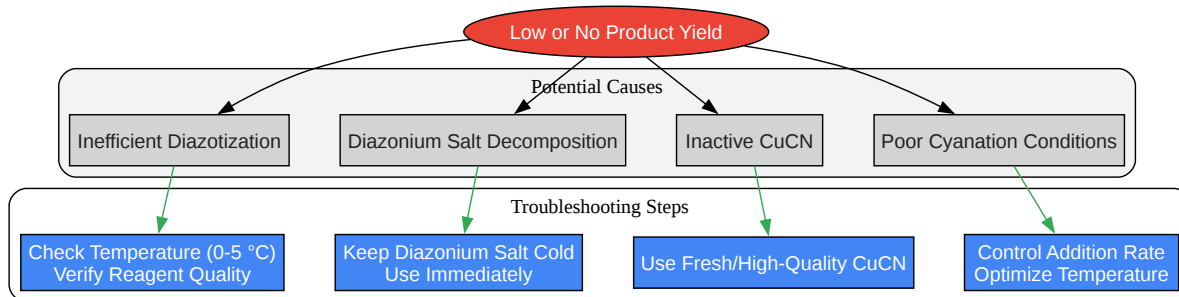 Low or No Product Yield
Potential Causes
Inefficient Diazotization
Diazonium Salt Decomposition
Inactive CuCN
Poor Cyanation Conditions
Troubleshooting Steps
Check Temperature (0-5 °C)
Verify Reagent Quality
Keep Diazonium Salt Cold
Use Immediately
Use Fresh/High-Quality CuCN
Control Addition Rate
Optimize Temperature